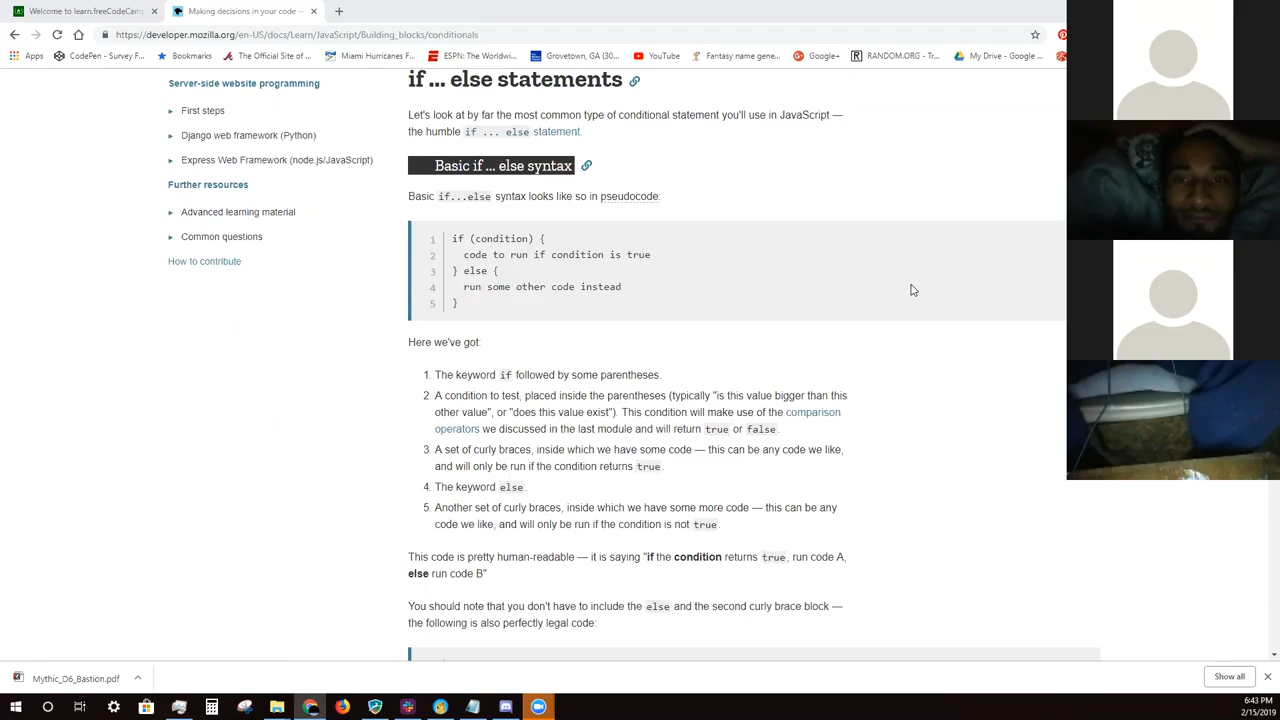 Welcome to learn.freeCodeCam
Making decisions in your code —
https://developer.mozilla.org/en-US/docs/Learn/JavaScript/Building_blocks/conditionals
Apps CodePen - Survey F... The Official Site of ... Miami Hurricanes F... ESPN: The Worldwi... Grovetown, GA (30... YouTube Fantasy name gene... Google+ RANDOM.ORG - Tr... My Drive - Google ...
Server-side website programming
First steps
Django web framework (Python)
Express Web Framework (node.js/JavaScript)
Further resources
Advanced learning material
Common questions
How to contribute
if ... else statements
Let's look at by far the most common type of conditional statement you'll use in JavaScript —
the humble if ... else statement.
Basic if ... else syntax
Basic if...else syntax looks like so in pseudocode:
1 if (condition) {
2 code to run if condition is true
3 } else {
4 run some other code instead
5 }
Here we've got:
1. The keyword if followed by some parentheses.
2. A condition to test, placed inside the parentheses (typically "is this value bigger than this
other value", or "does this value exist"). This condition will make use of the comparison
operators we discussed in the last module and will return true or false.
3. A set of curly braces, inside which we have some code — this can be any code we like,
and will only be run if the condition returns true.
4. The keyword else.
5. Another set of curly braces, inside which we have some more code — this can be any
code we like, and will only be run if the condition is not true.
This code is pretty human-readable — it is saying "if the condition returns true, run code A,
else run code B"
You should note that you don't have to include the else and the second curly brace block —
the following is also perfectly legal code:
Mythic_D6_Bastion.pdf
Show all
6:43 PM
2/15/2019